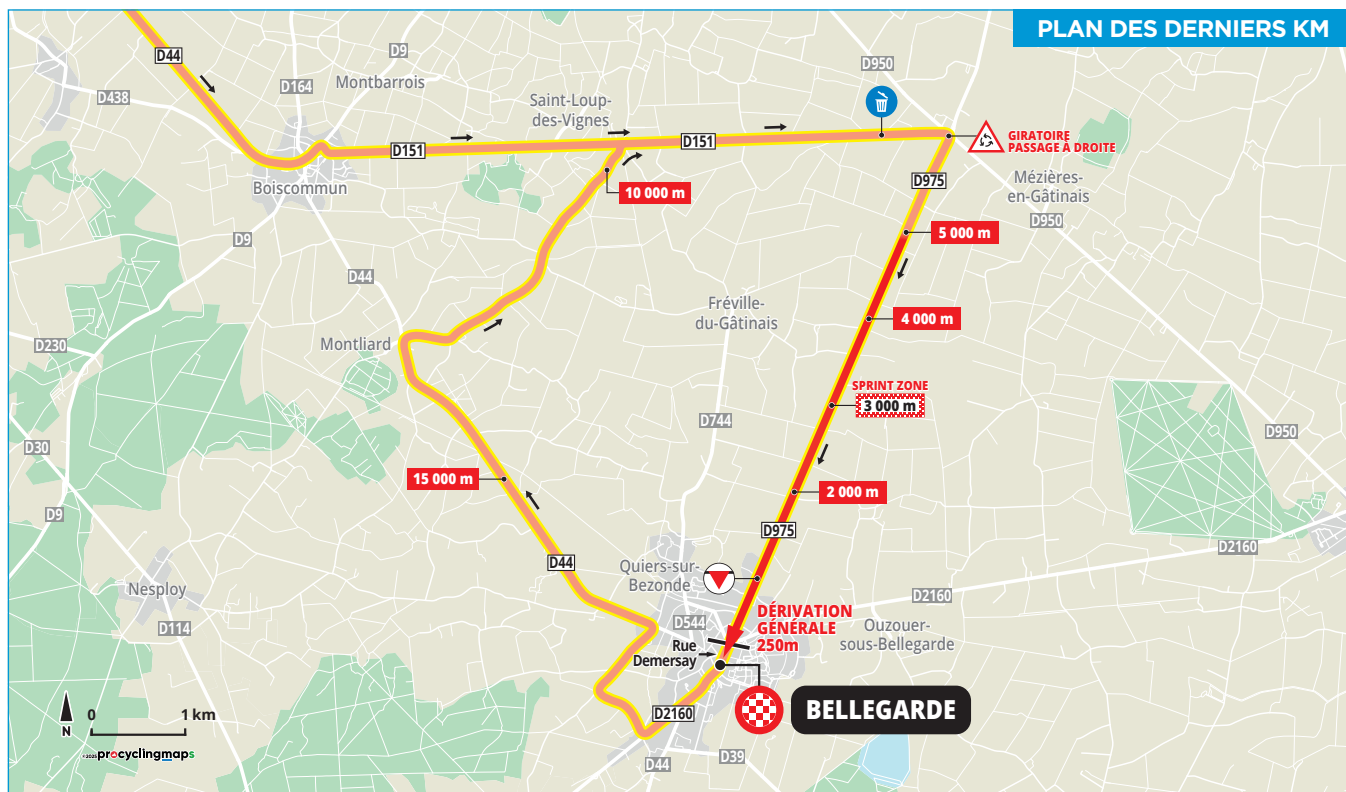 PLAN DES DERNIERS KM
D44
D9
D950
D164
Montbarrois
D438
Saint-Loup-
des-Vignes
D151
D151
GIRATOIRE
PASSAGE À DROITE
Boiscommun
10 000 m
D975
Mézières-
en-Gâtinais
D950
D9
5 000 m
D44
Fréville-
du-Gâtinais
4 000 m
D230
Montliard
SPRINT ZONE
3 000 m
D744
D950
D30
15 000 m
2 000 m
D9
D975
D2160
D44
Quiers-sur-
Bezonde
Nesploy
D2160
DÉRIVATION
GÉNÉRALE
250m
D544
D114
Ouzouer-
sous-Bellegarde
Rue
Demersay
BELLEGARDE
D2160
0
1 km
N
©2025 procyclingmaps
D44
D39